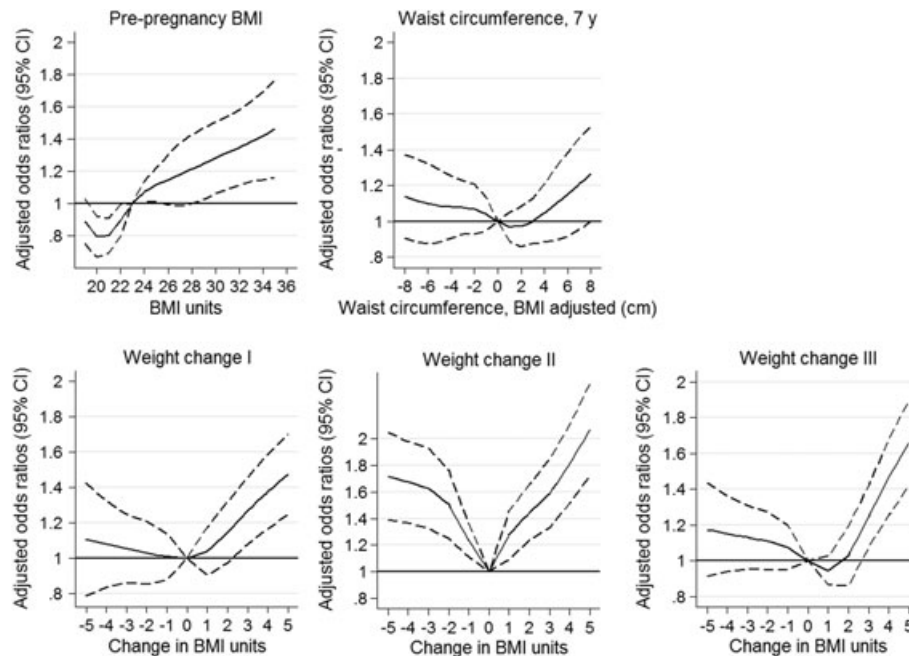 Pre-pregnancy BMI
Adjusted odds ratios (95% CI)
2
1.8
1.6
1.4
1.2
1
.8
20 22 24 26 28 30 32 34 36
BMI units
Waist circumference, 7 y
Adjusted odds ratios (95% CI)
2
1.8
1.6
1.4
1.2
1
.8
-8 -6 -4 -2 0 2 4 6 8
Waist circumference, BMI adjusted (cm)
Weight change I
Adjusted odds ratios (95% CI)
2
1.8
1.6
1.4
1.2
1
.8
-5 -4 -3 -2 -1 0 1 2 3 4 5
Change in BMI units
Weight change II
Adjusted odds ratios (95% CI)
2
1.8
1.6
1.4
1.2
1
.8
-5 -4 -3 -2 -1 0 1 2 3 4 5
Change in BMI units
Weight change III
Adjusted odds ratios (95% CI)
2
1.8
1.6
1.4
1.2
1
.8
-5 -4 -3 -2 -1 0 1 2 3 4 5
Change in BMI units